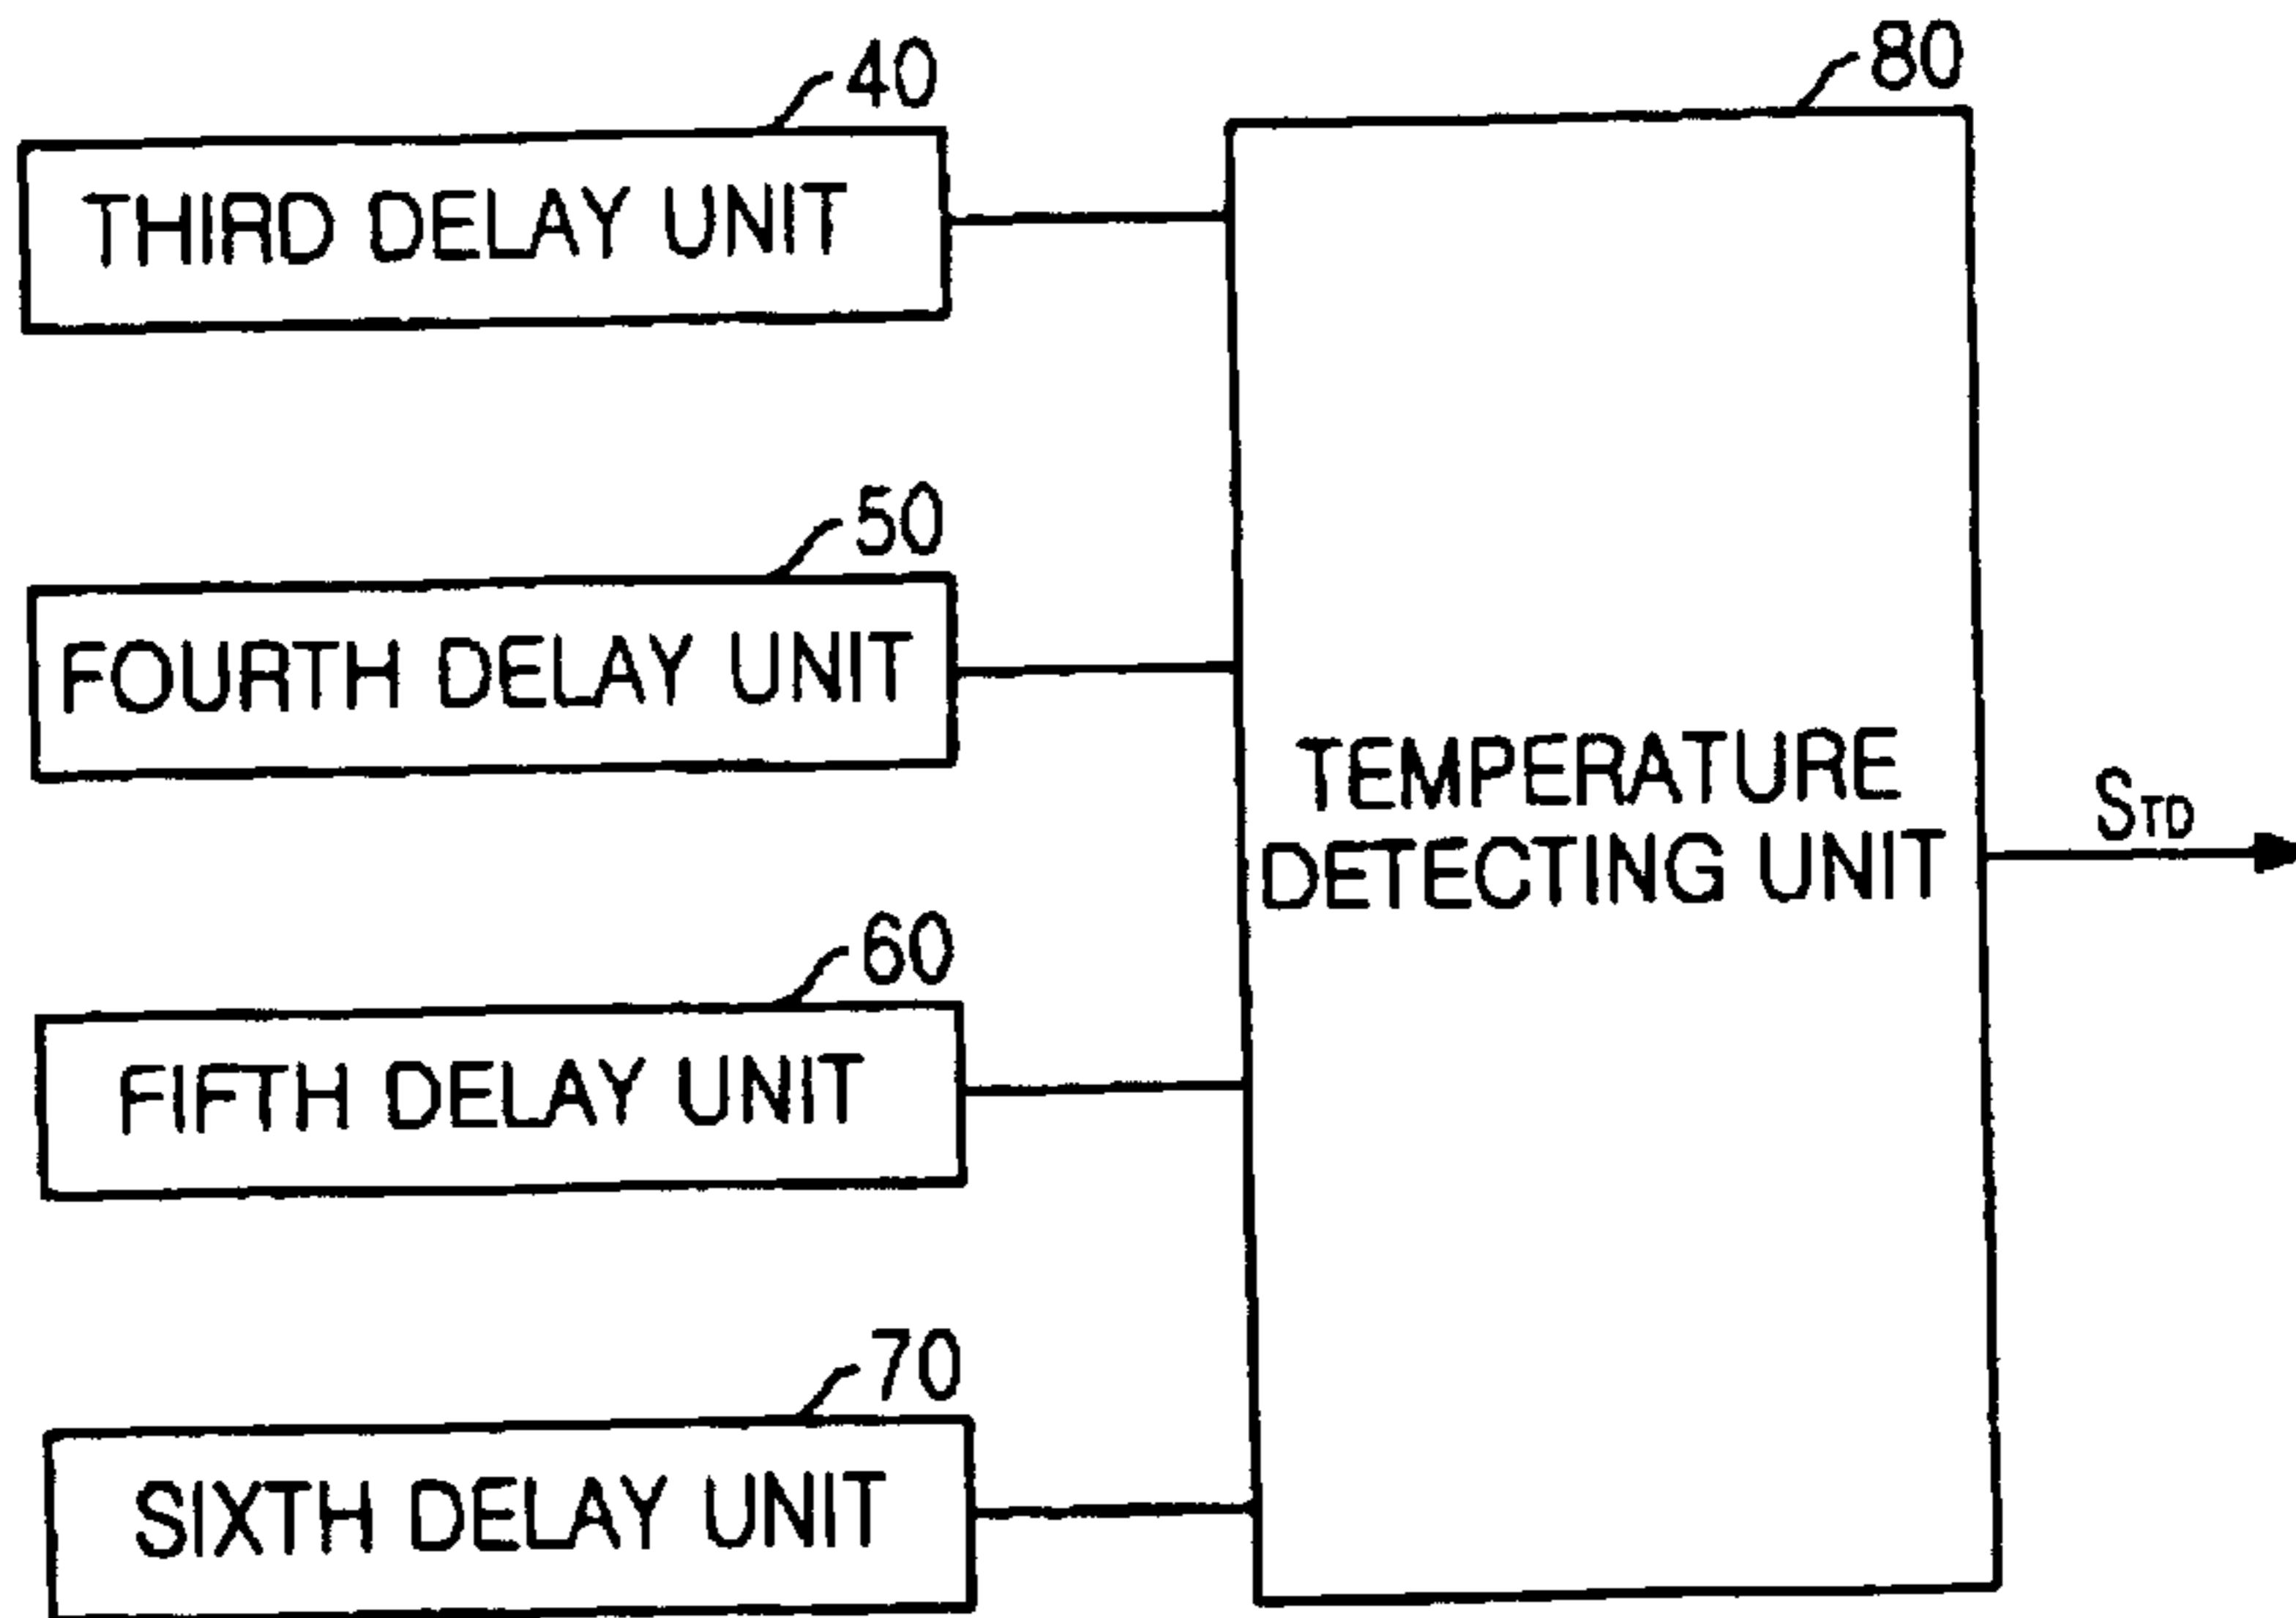 40
THIRD DELAY UNIT
80
50
FOURTH DELAY UNIT
TEMPERATURE
DETECTING UNIT
STD
60
FIFTH DELAY UNIT
70
SIXTH DELAY UNIT